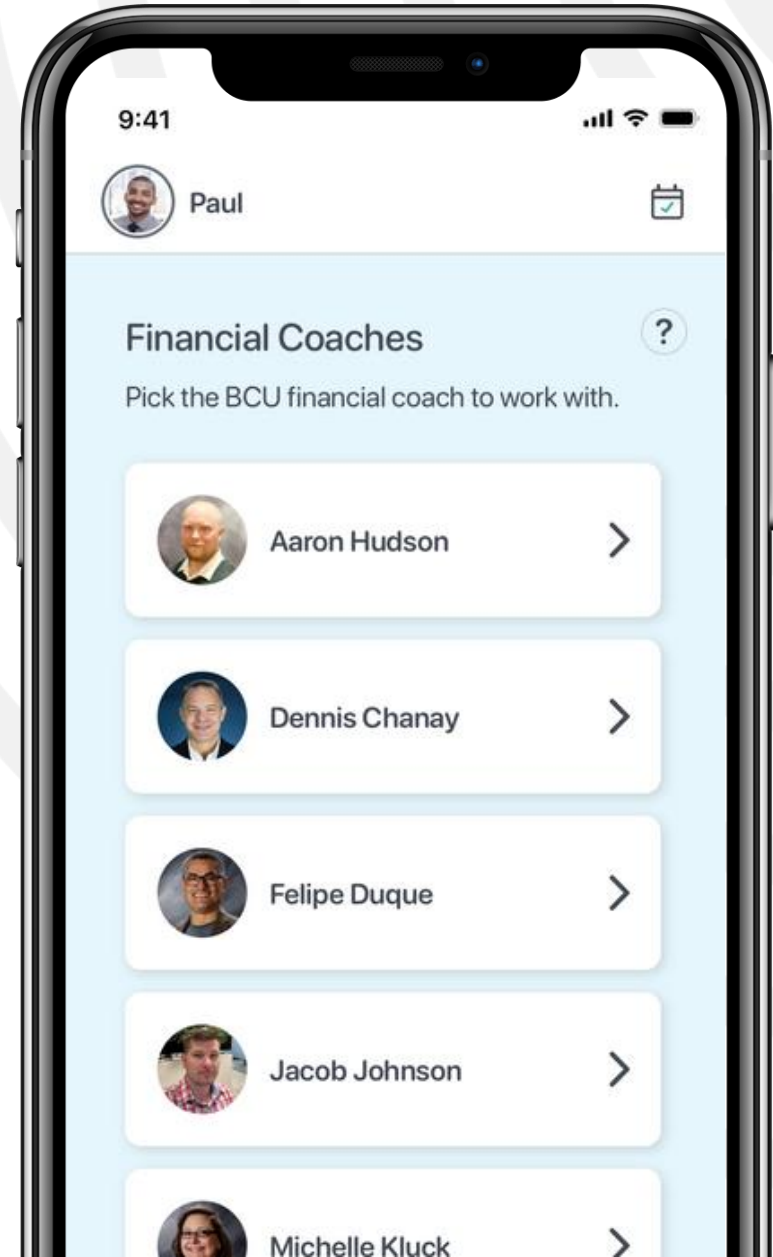 9:41
Paul
Financial Coaches
?
Pick the BCU financial coach to work with.
Aaron Hudson
Dennis Chanay
Felipe Duque
Jacob Johnson
Michelle Kluck